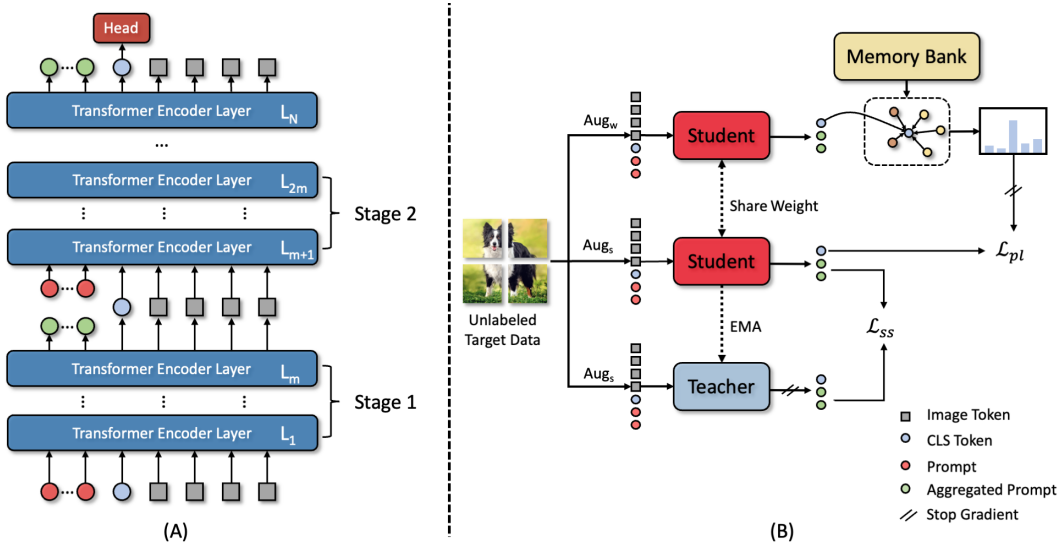 Head
Transformer Encoder Layer L_N
...
Transformer Encoder Layer L_2m
Stage 2
Transformer Encoder Layer L_m+1
Transformer Encoder Layer L_m
Stage 1
Transformer Encoder Layer L_1
(A)
Memory Bank
Aug_w
Student
Share Weight
Aug_s
Student
ℒ_pl
Unlabeled
Target Data
EMA
ℒ_ss
Aug_s
Teacher
Image Token
CLS Token
Prompt
Aggregated Prompt
Stop Gradient
(B)